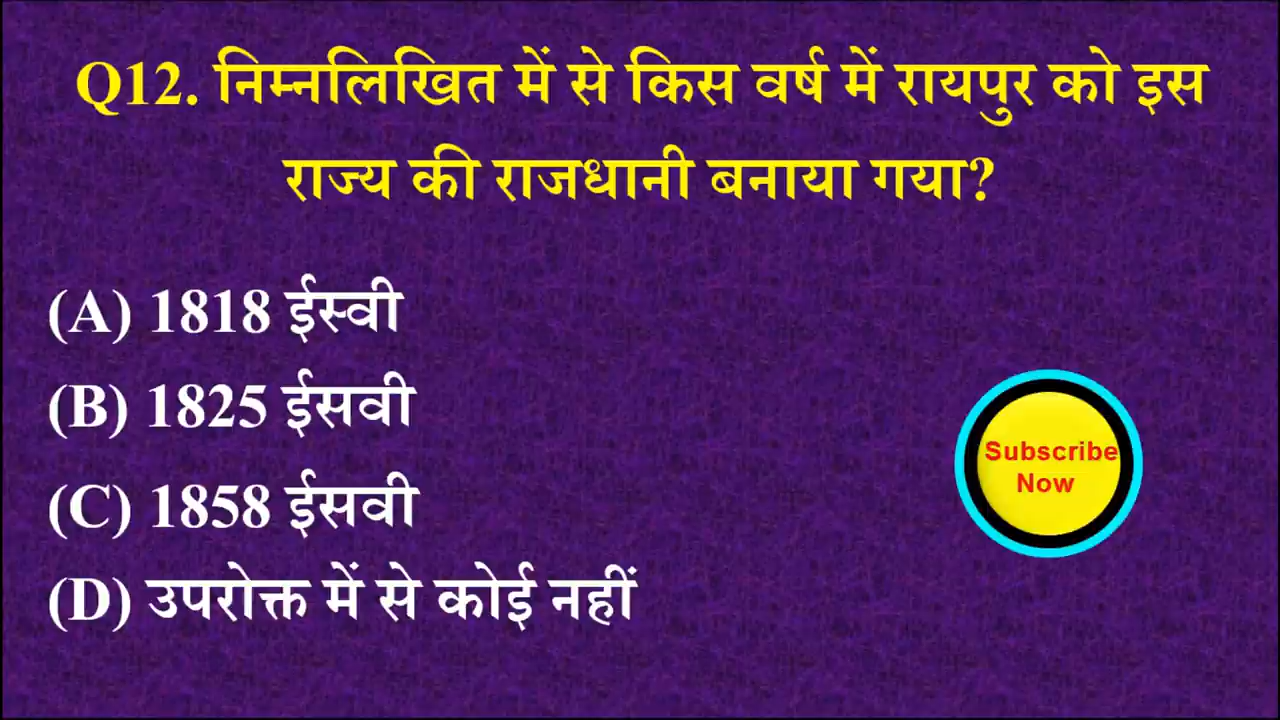 Q12. निम्नलिखित में से किस वर्ष में रायपुर को इस
राज्य की राजधानी बनाया गया?
(A) 1818 ईस्वी
(B) 1825 ईसवी
(C) 1858 ईसवी
(D) उपरोक्त में से कोई नहीं
Subscribe
Now